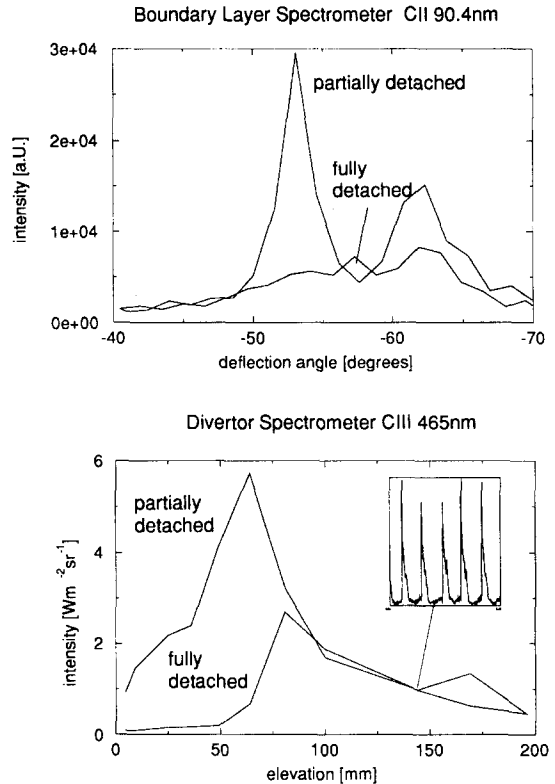 Boundary Layer Spectrometer CII 90.4nm
3e+04
2e+04
1e+04
0e+00
intensity [a.U.]
partially detached
fully
detached
-40
-50
-60
-70
deflection angle [degrees]
Divertor Spectrometer CIII 465nm
6
4
2
0
intensity [Wm⁻²sr⁻¹]
partially
detached
fully
detached
0
50
100
150
200
elevation [mm]